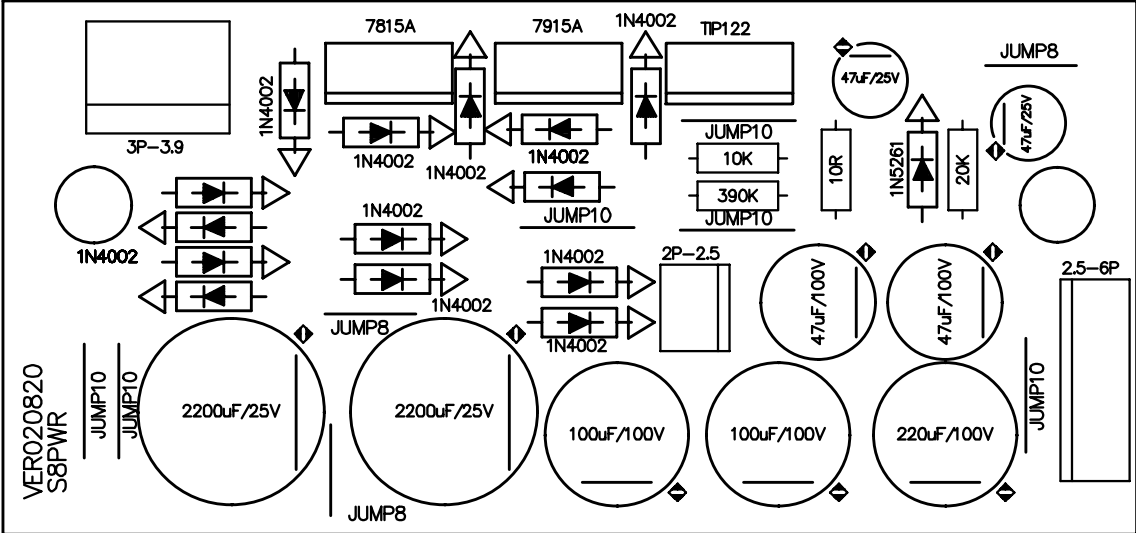 7815A
7915A
1N4002
TIP122
JUMP8
47uF/25V
1N4002
47uF/25V
3P-3.9
1N4002
1N4002
1N4002
JUMP10
10K
390K
JUMP10
10R
1N5261
20K
1N4002
1N4002
JUMP10
1N4002
2P-2.5
47uF/100V
47uF/100V
2.5-6P
1N4002
JUMP8
1N4002
VER020820
S8PWR
JUMP10
JUMP10
2200uF/25V
2200uF/25V
100uF/100V
100uF/100V
220uF/100V
JUMP10
JUMP8